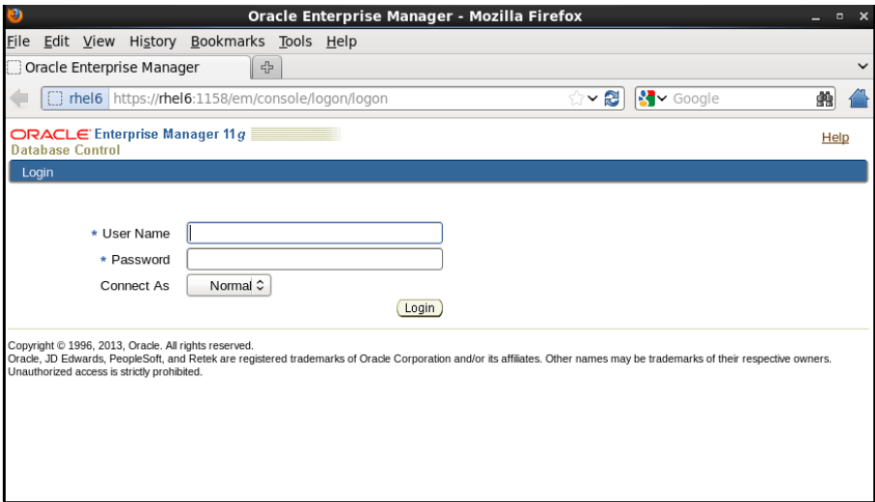 Oracle Enterprise Manager - Mozilla Firefox
File Edit View History Bookmarks Tools Help
Oracle Enterprise Manager
rhel6 https://rhel6:1158/em/console/logon/logon Google
ORACLE Enterprise Manager 11g
Database Control
Help
Login
* User Name
* Password
Connect As Normal
Login
Copyright © 1996, 2013, Oracle. All rights reserved.
Oracle, JD Edwards, PeopleSoft, and Retek are registered trademarks of Oracle Corporation and/or its affiliates. Other names may be trademarks of their respective owners.
Unauthorized access is strictly prohibited.